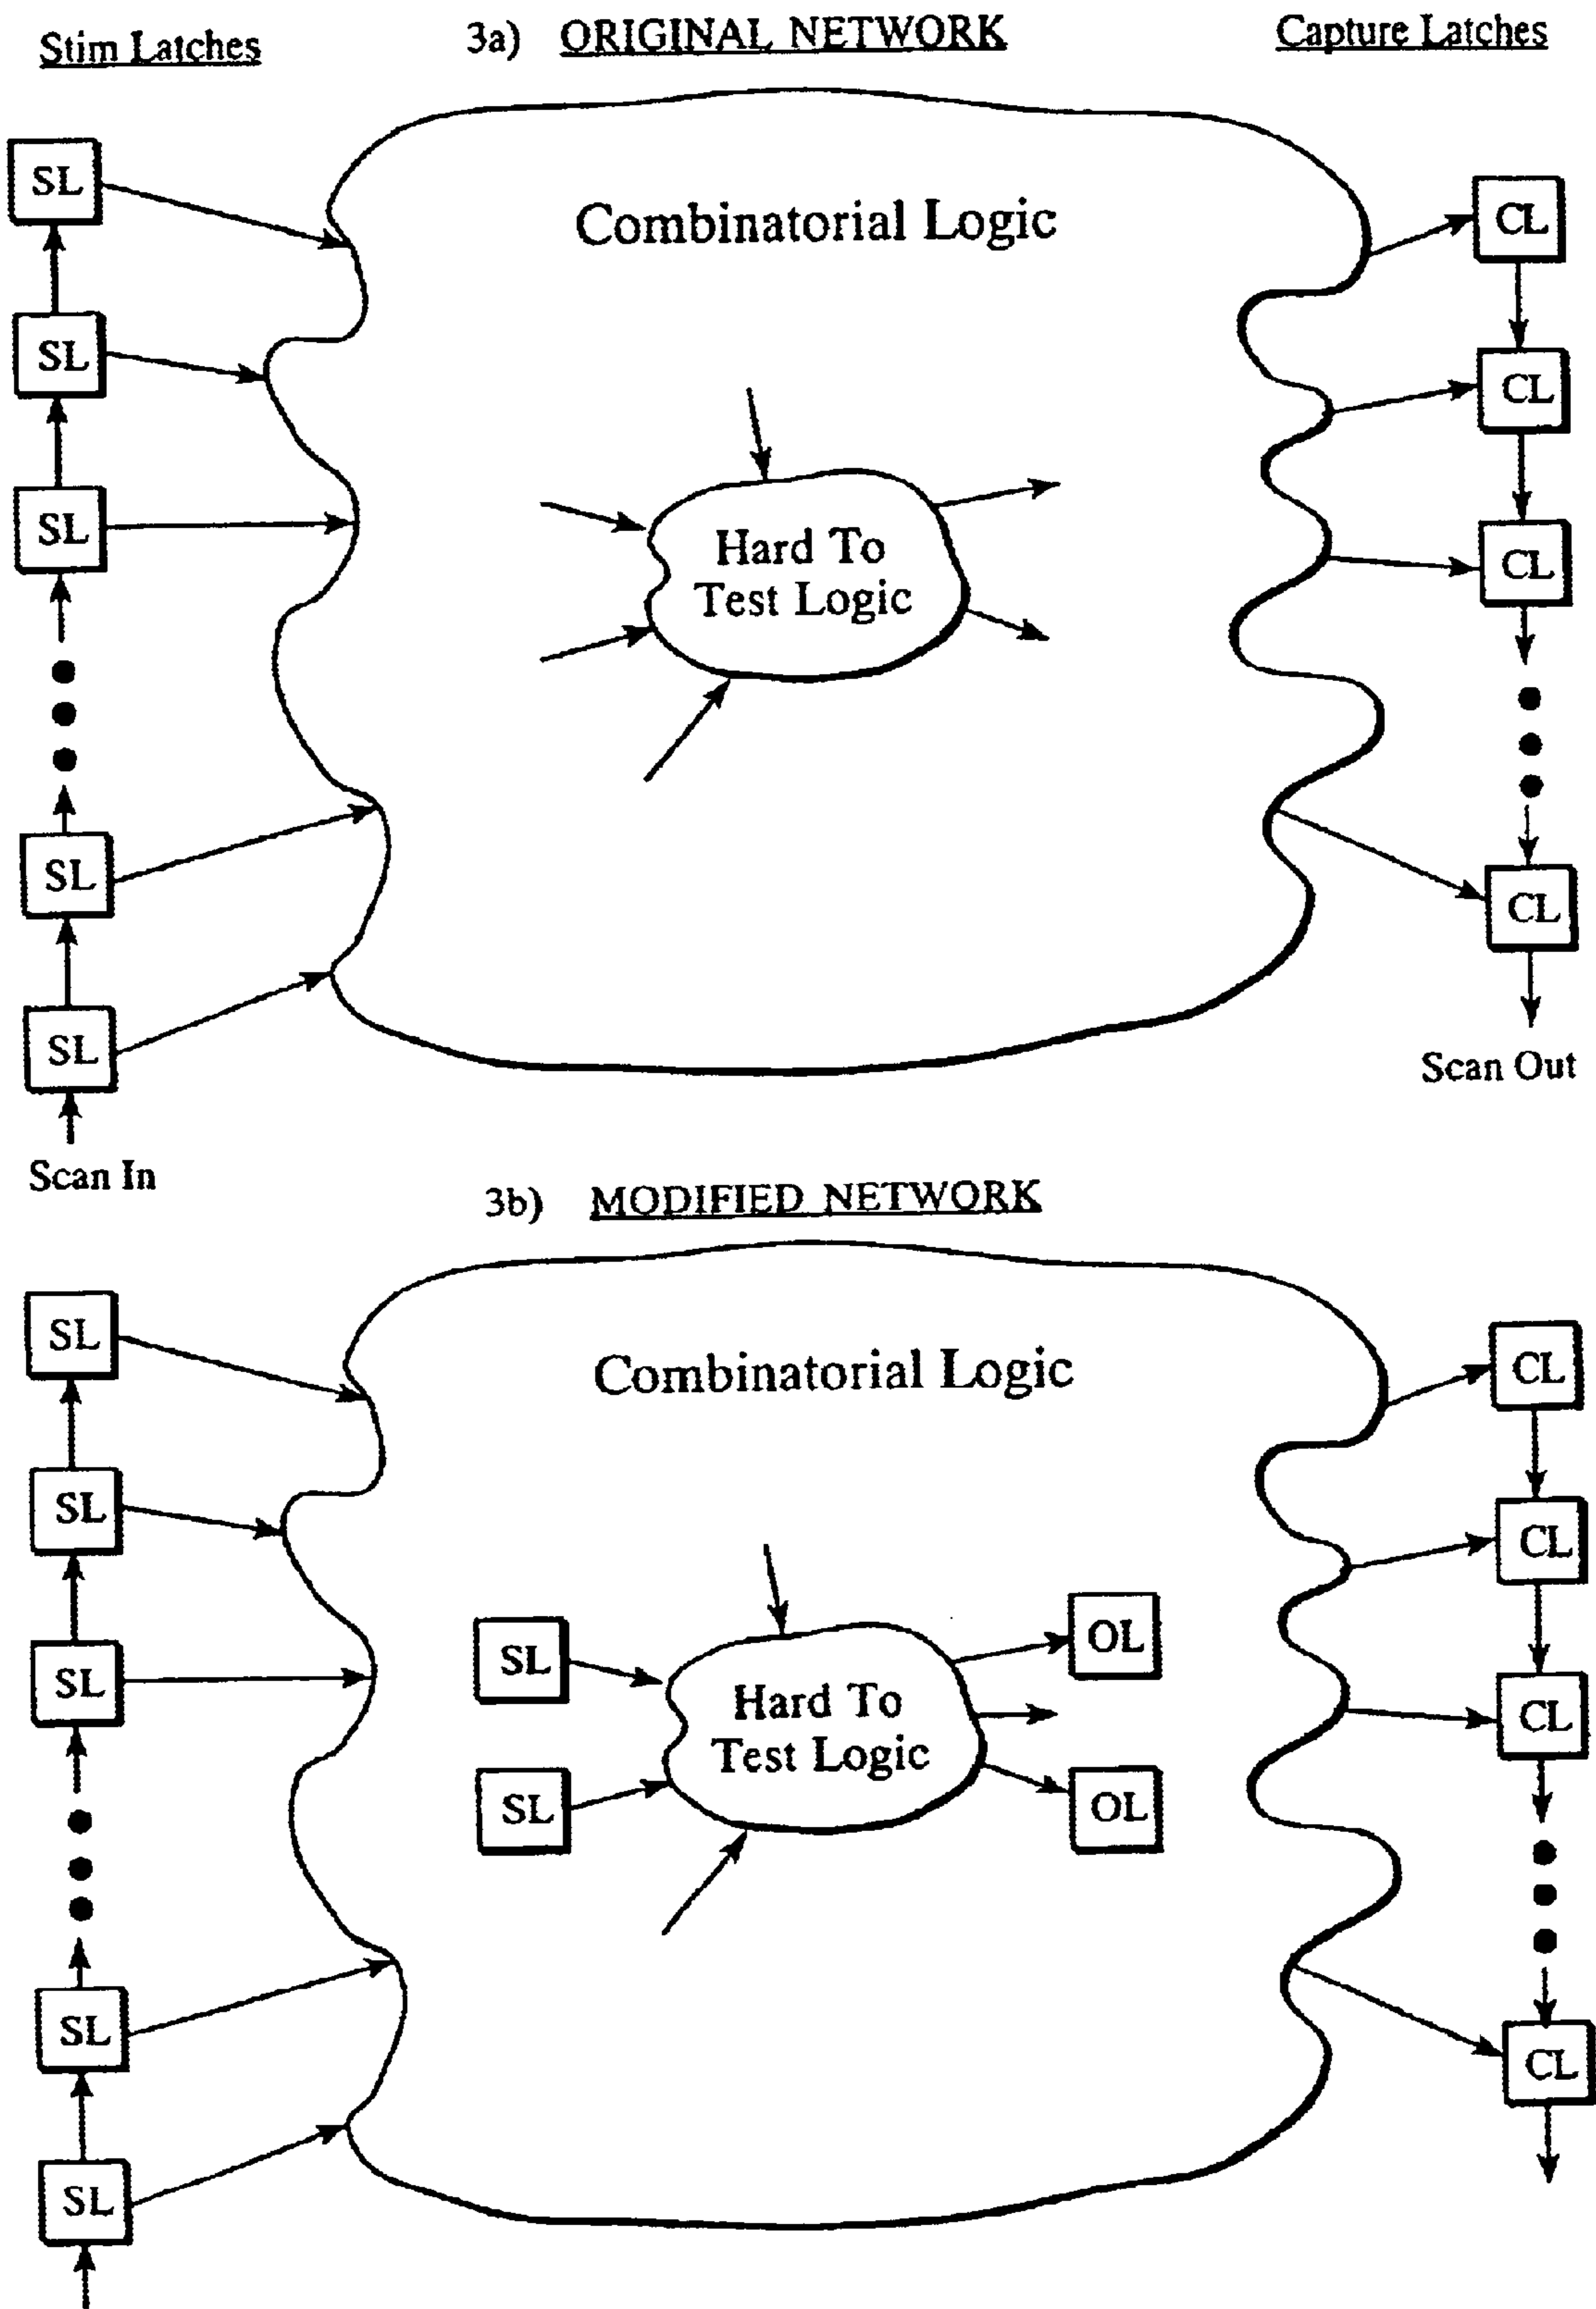 Stim Latches
3a) ORIGINAL NETWORK
Capture Latches
SL
SL
SL
SL
SL
Scan In
Combinatorial Logic
Hard To
Test Logic
CL
CL
CL
CL
Scan Out
3b) MODIFIED NETWORK
SL
SL
SL
SL
SL
Combinatorial Logic
SL
SL
Hard To
Test Logic
OL
OL
CL
CL
CL
CL